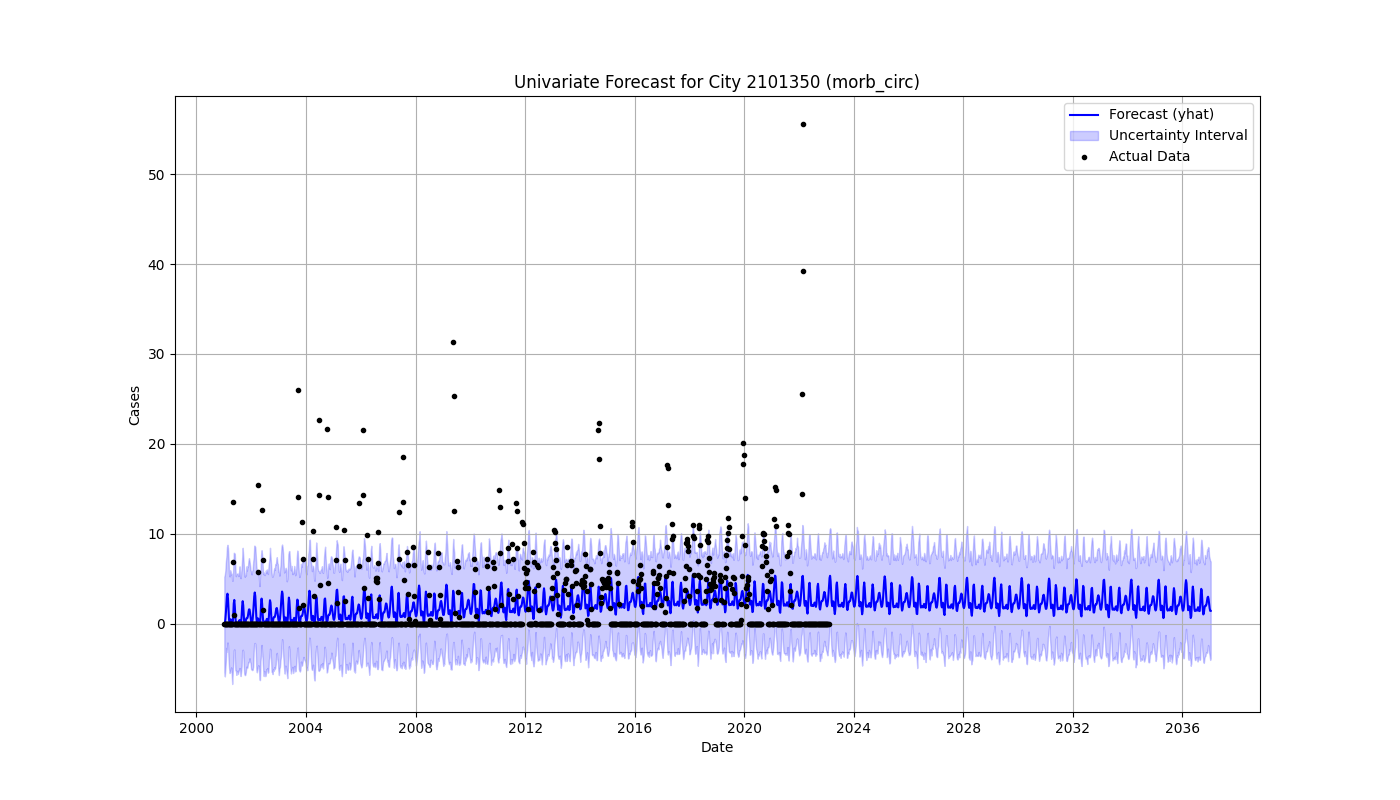 Univariate Forecast for City 2101350 (morb_circ)
Forecast (yhat)
Uncertainty Interval
Actual Data
50
40
30
20
10
0
Cases
2000 2004 2008 2012 2016 2020 2024 2028 2032 2036
Date